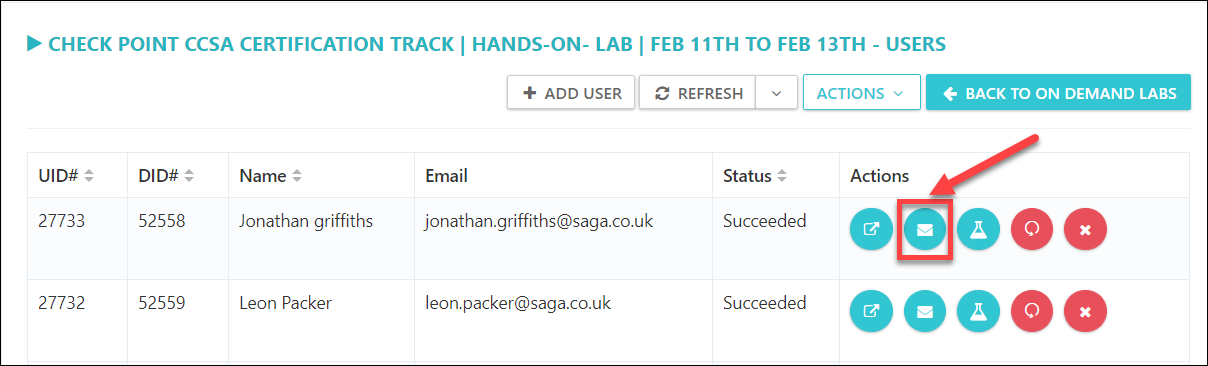 CHECK POINT CCSA CERTIFICATION TRACK | HANDS-ON- LAB | FEB 11TH TO FEB 13TH - USERS
ADD USER REFRESH ACTIONS BACK TO ON DEMAND LABS
UID# DID# Name Email Status Actions
27733 52558 Jonathan griffiths jonathan.griffiths@saga.co.uk Succeeded
27732 52559 Leon Packer leon.packer@saga.co.uk Succeeded